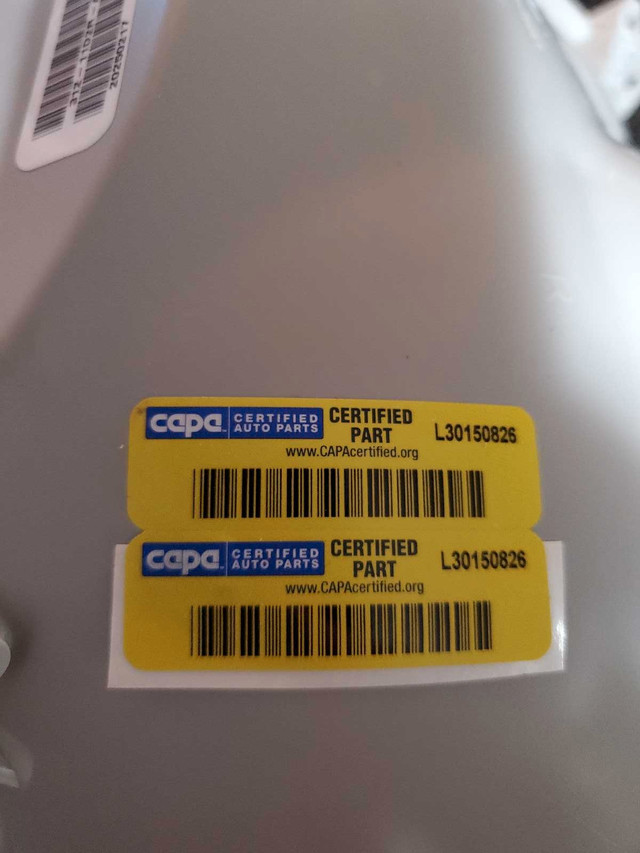 20250217
capa CERTIFIED AUTO PARTS CERTIFIED PART L30150826
www.CAPAcertified.org
capa CERTIFIED AUTO PARTS CERTIFIED PART L30150826
www.CAPAcertified.org